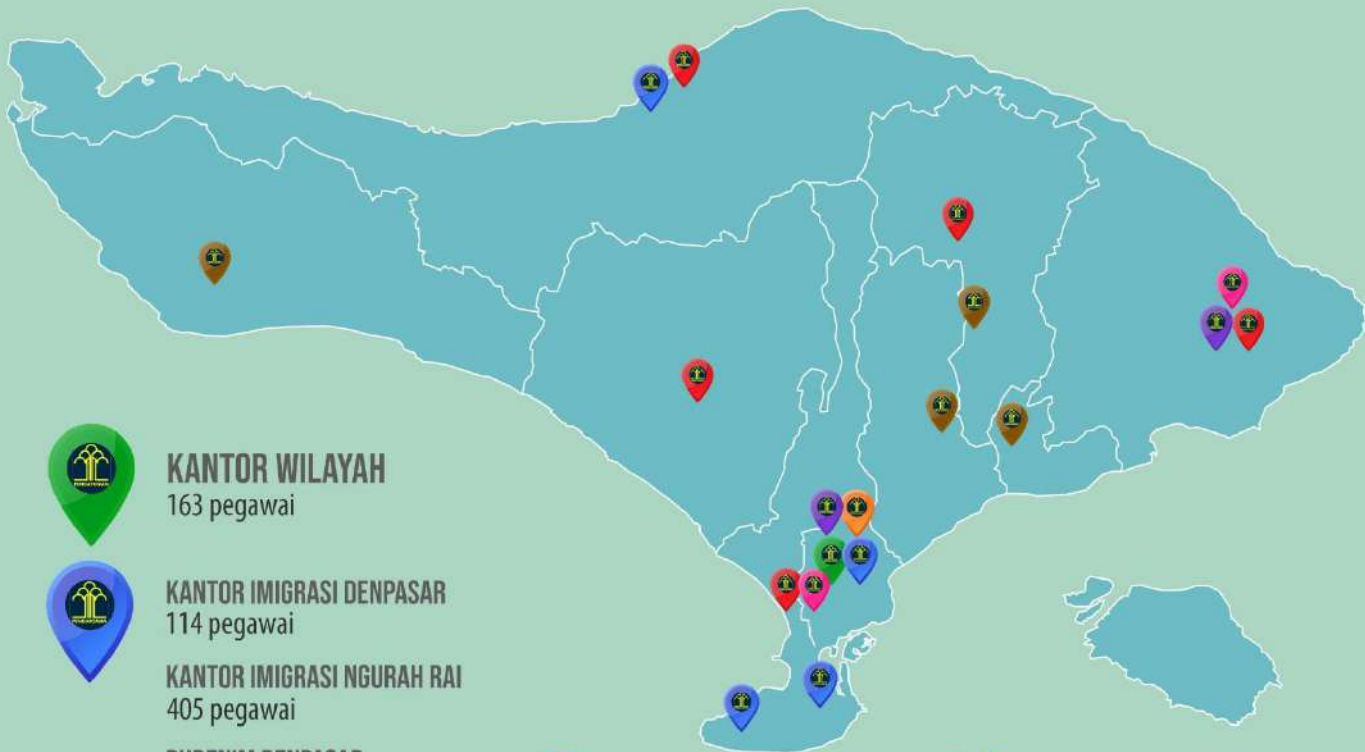 KANTOR WILAYAH
163 pegawai
KANTOR IMIGRASI DENPASAR
114 pegawai
KANTOR IMIGRASI NGURAH RAI
405 pegawai